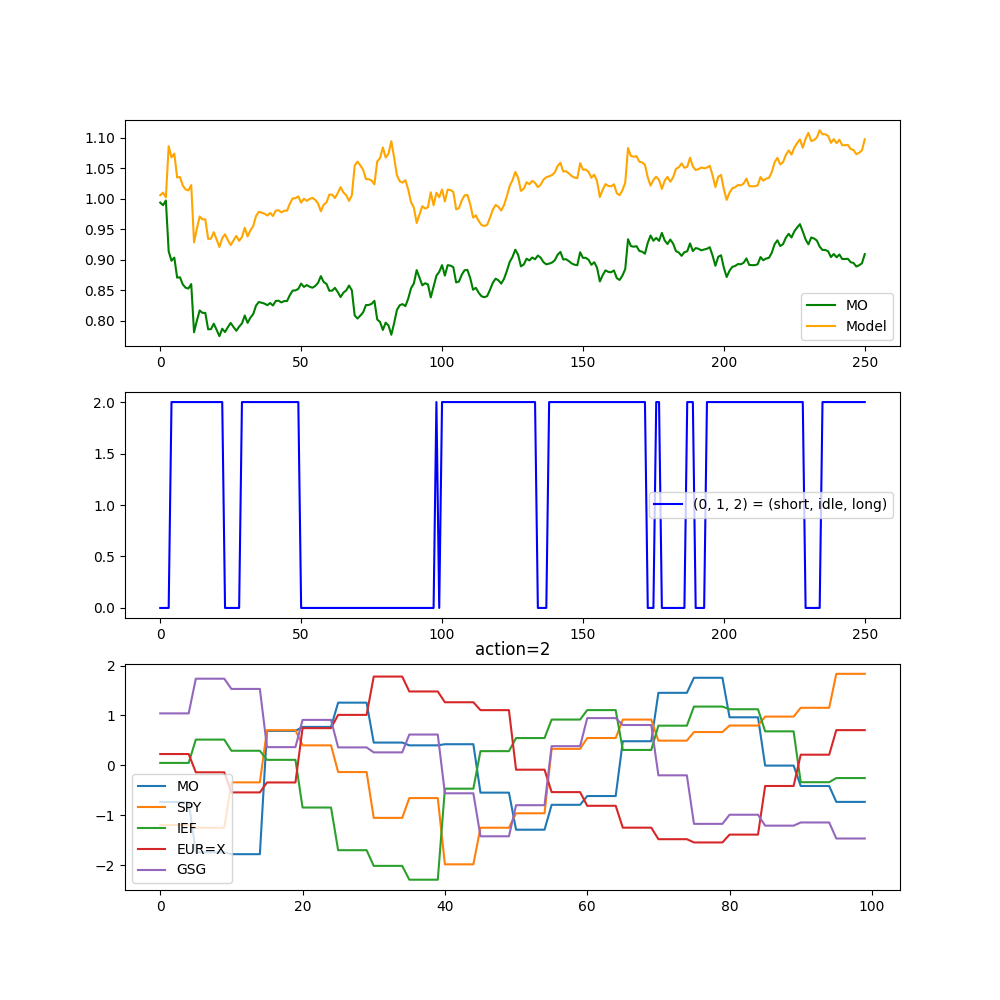 1.10
1.05
1.00
0.95
0.90
0.85
0.80
MO
Model
0 50 100 150 200 250
2.0
1.5
1.0
0.5
0.0
(0, 1, 2) = (short, idle, long)
0 50 100 150 200 250
action=2
2
1
0
−1
−2
MO
SPY
IEF
EUR=X
GSG
0 20 40 60 80 100